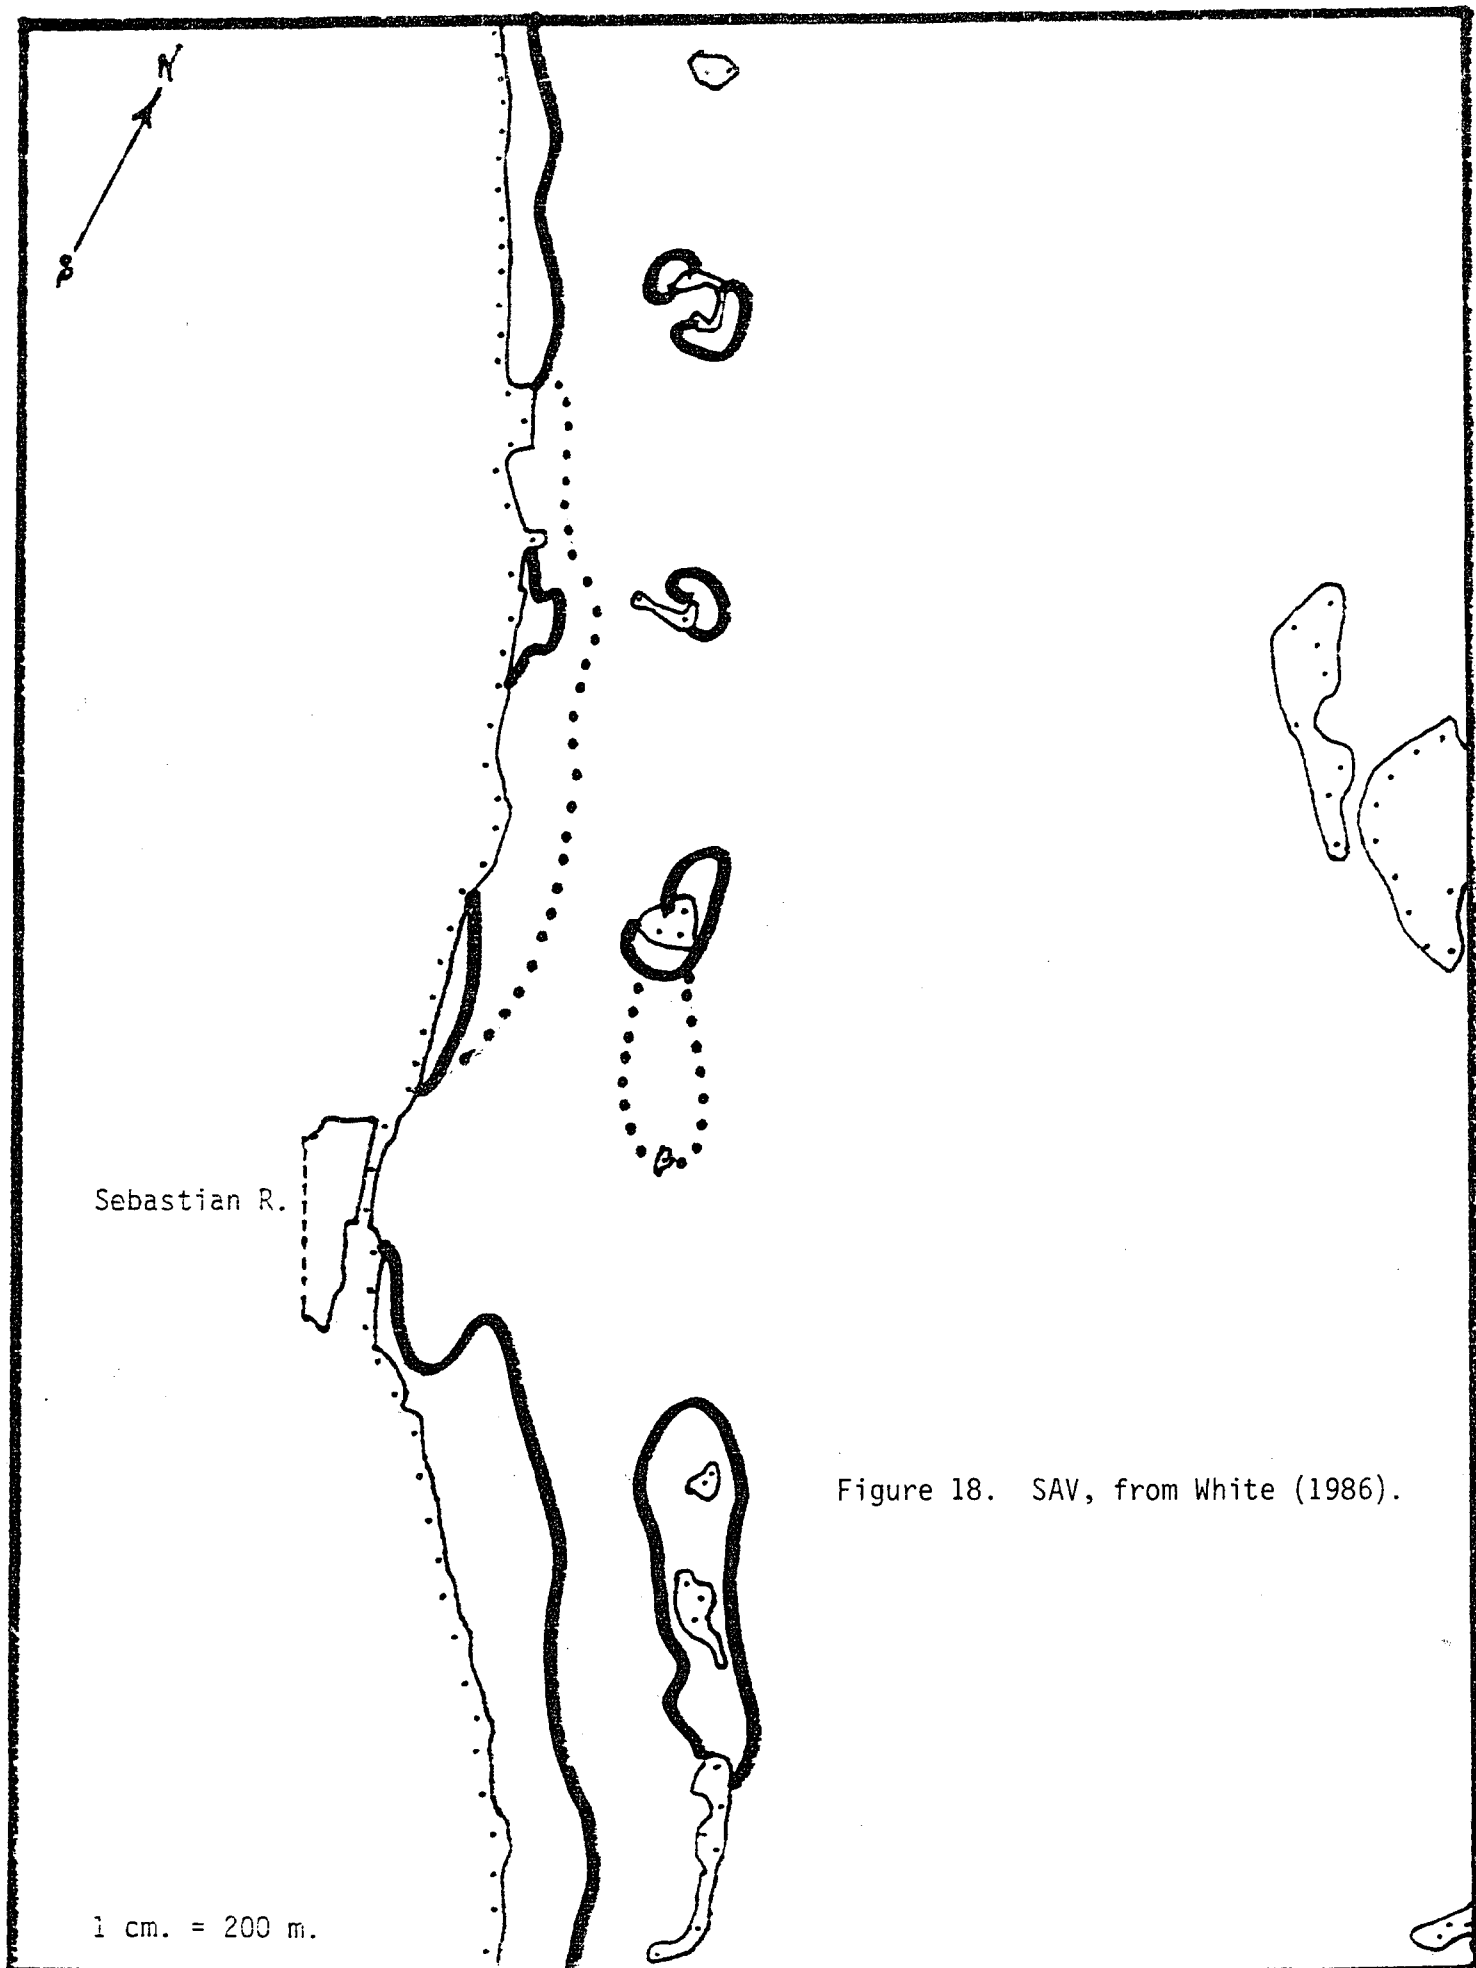 N
Sebastian R.
Figure 18. SAV, from White (1986).
1 cm. = 200 m.